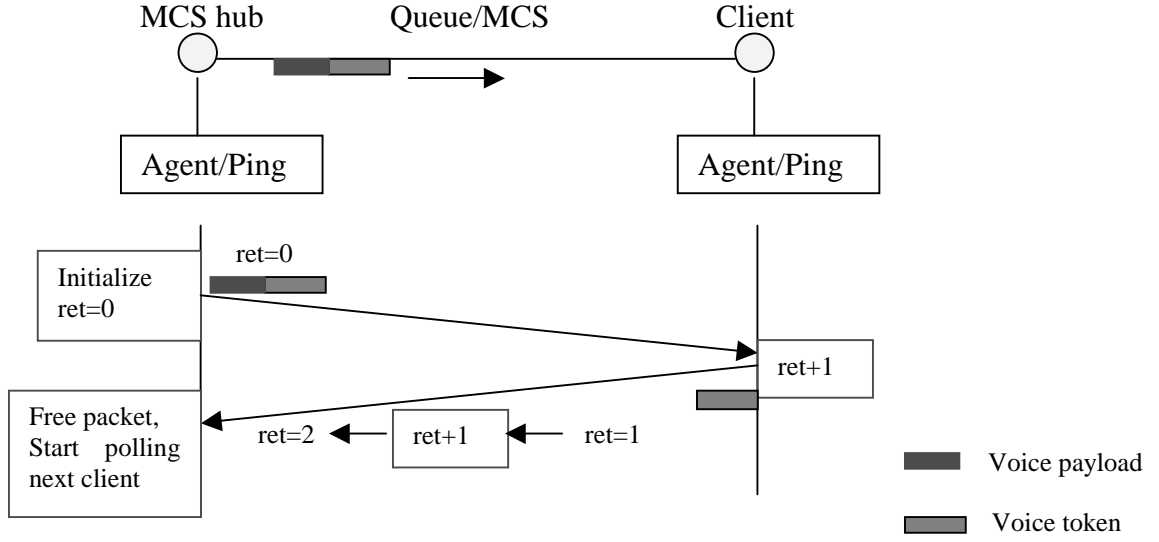 MCS hub
Queue/MCS
Client
Agent/Ping
Agent/Ping
ret=0
Initialize
ret=0
ret+1
Free packet,
Start polling
next client
ret=2
ret+1
ret=1
Voice payload
Voice token